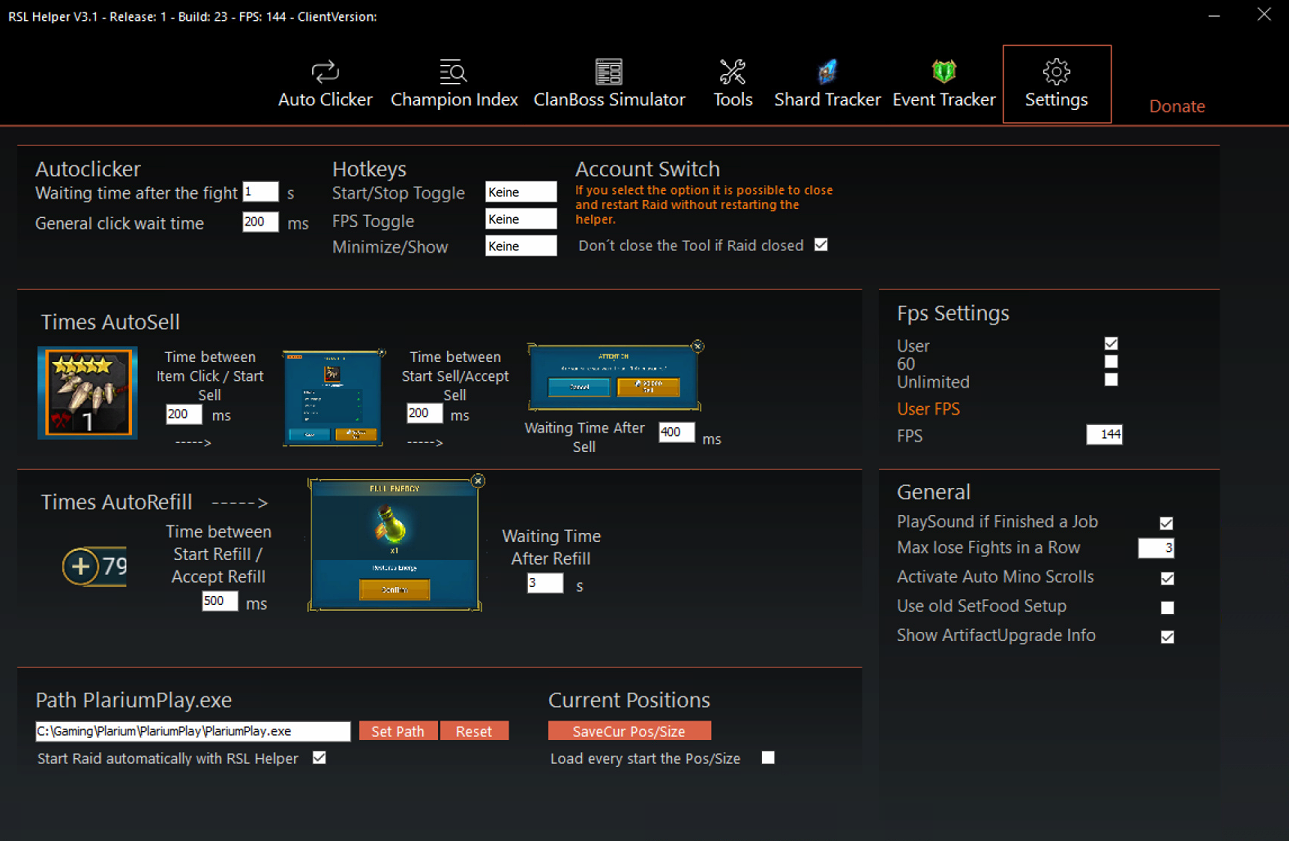 RSL Helper V3.1 - Release: 1 - Build: 23 - FPS: 144 - ClientVersion:
Auto Clicker
Champion Index
ClanBoss Simulator
Tools
Shard Tracker
Event Tracker
Settings
Donate
Autoclicker
Waiting time after the fight 1 s
General click wait time 200 ms
Hotkeys
Start/Stop Toggle Keine
FPS Toggle Keine
Minimize/Show Keine
Account Switch
If you select the option it is possible to close
and restart Raid without restarting the
helper.
Don´t close the Tool if Raid closed
Times AutoSell
1
Time between
Item Click / Start
Sell
200 ms
----->
Time between
Start Sell/Accept
Sell
200 ms
----->
ATTENTION
Cancel
Sell
Waiting Time After
Sell
400 ms
Fps Settings
User
60
Unlimited
User FPS
FPS 144
Times AutoRefill ----->
+ 79
Time between
Start Refill /
Accept Refill
500 ms
FULL ENERGY
x1
Restores Energy
Confirm
Waiting Time
After Refill
3 s
General
PlaySound if Finished a Job
Max lose Fights in a Row 3
Activate Auto Mino Scrolls
Use old SetFood Setup
Show ArtifactUpgrade Info
Path PlariumPlay.exe
C:\Gaming\Plarium\PlariumPlay\PlariumPlay.exe
Set Path
Reset
Start Raid automatically with RSL Helper
Current Positions
SaveCur Pos/Size
Load every start the Pos/Size